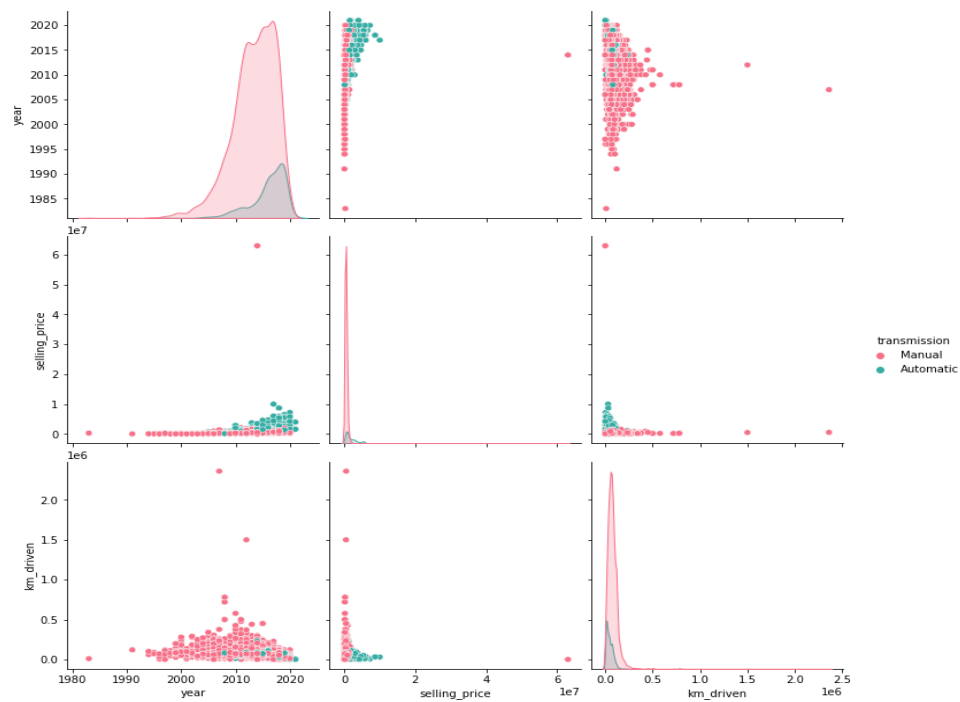 2020
2015
2010
2005
2000
1995
1990
1985
year
1e7
6
5
4
3
2
1
0
selling_price
transmission
Manual
Automatic
1e6
2.0
1.5
1.0
0.5
0.0
km_driven
1980 1990 2000 2010 2020
year
0 2 4 6
1e7
selling_price
0.0 0.5 1.0 1.5 2.0 2.5
1e6
km_driven